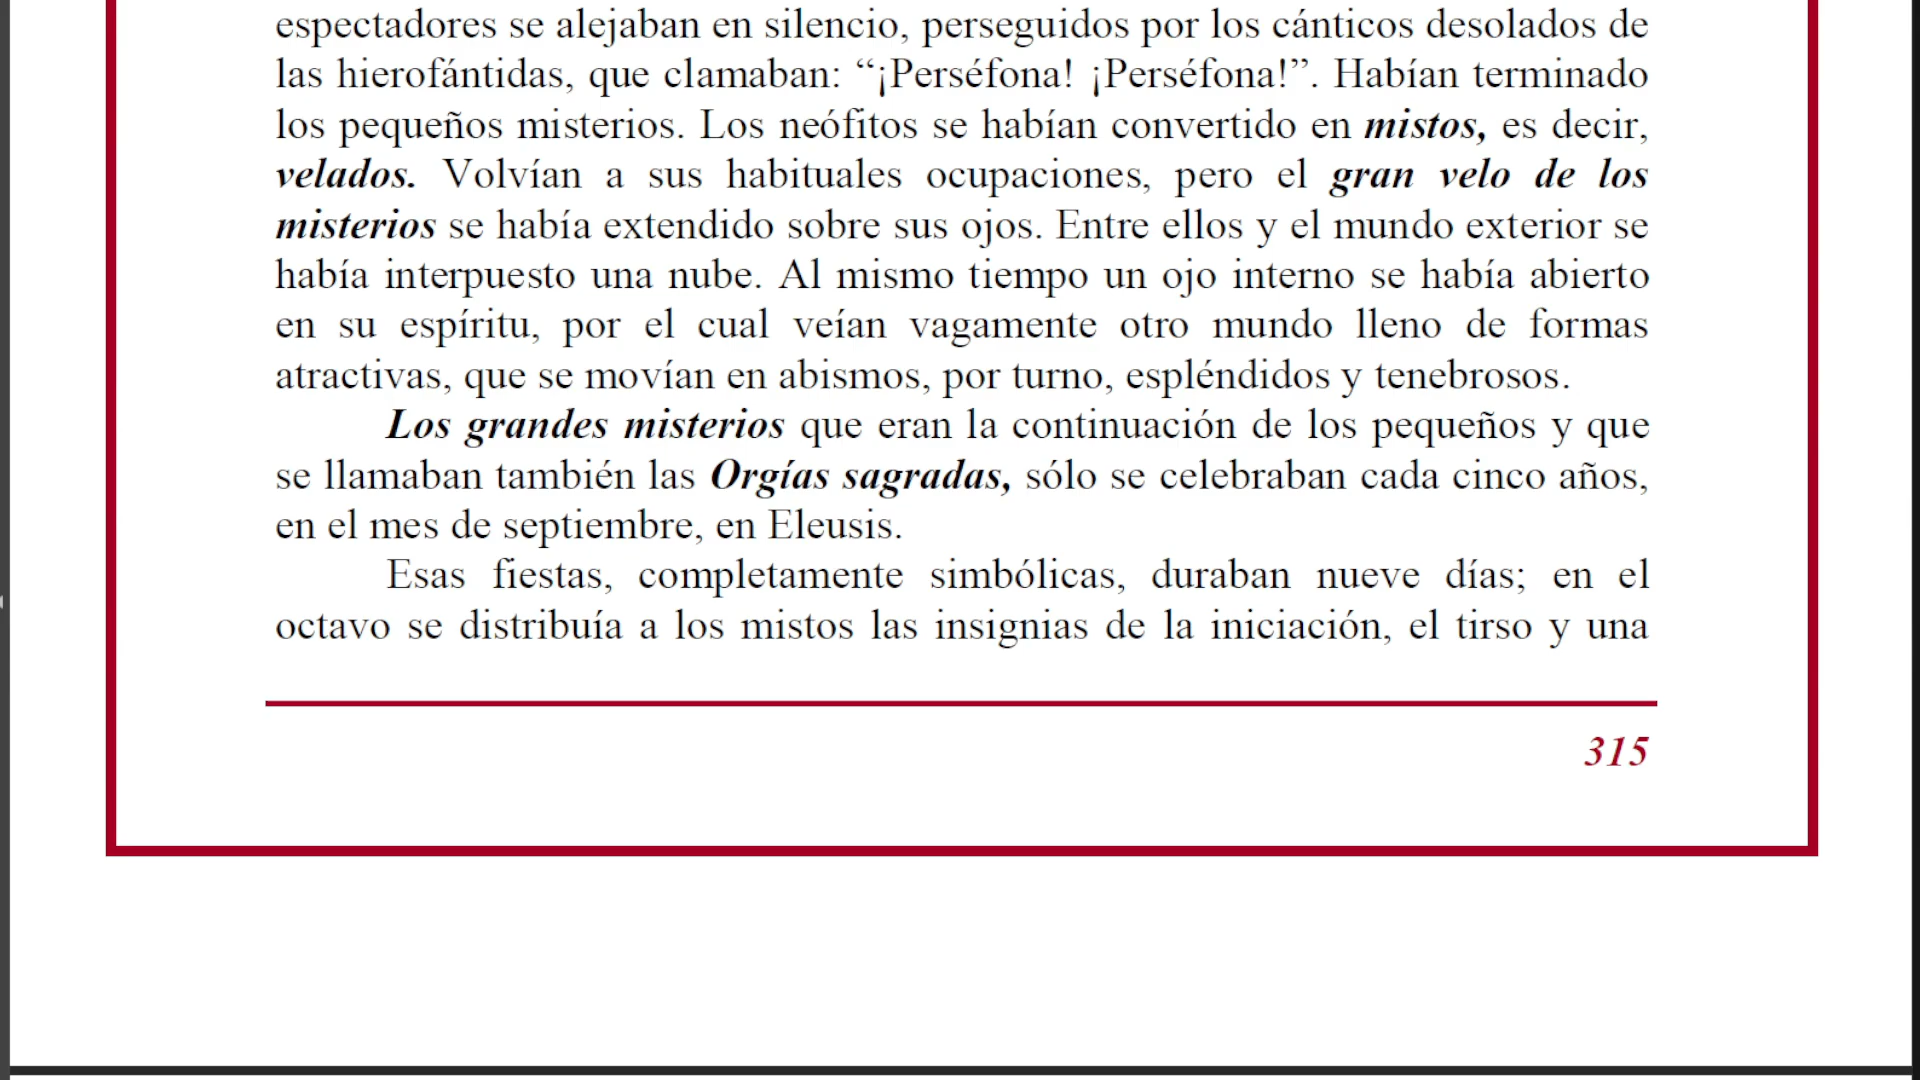 espectadores se alejaban en silencio, perseguidos por los cánticos desolados de
las hierofántidas, que clamaban: “¡Perséfona! ¡Perséfona!”. Habían terminado
los pequeños misterios. Los neófitos se habían convertido en mistos, es decir,
velados. Volvían a sus habituales ocupaciones, pero el gran velo de los
misterios se había extendido sobre sus ojos. Entre ellos y el mundo exterior se
había interpuesto una nube. Al mismo tiempo un ojo interno se había abierto
en su espíritu, por el cual veían vagamente otro mundo lleno de formas
atractivas, que se movían en abismos, por turno, espléndidos y tenebrosos.
Los grandes misterios que eran la continuación de los pequeños y que
se llamaban también las Orgías sagradas, sólo se celebraban cada cinco años,
en el mes de septiembre, en Eleusis.
Esas fiestas, completamente simbólicas, duraban nueve días; en el
octavo se distribuía a los mistos las insignias de la iniciación, el tirso y una
315